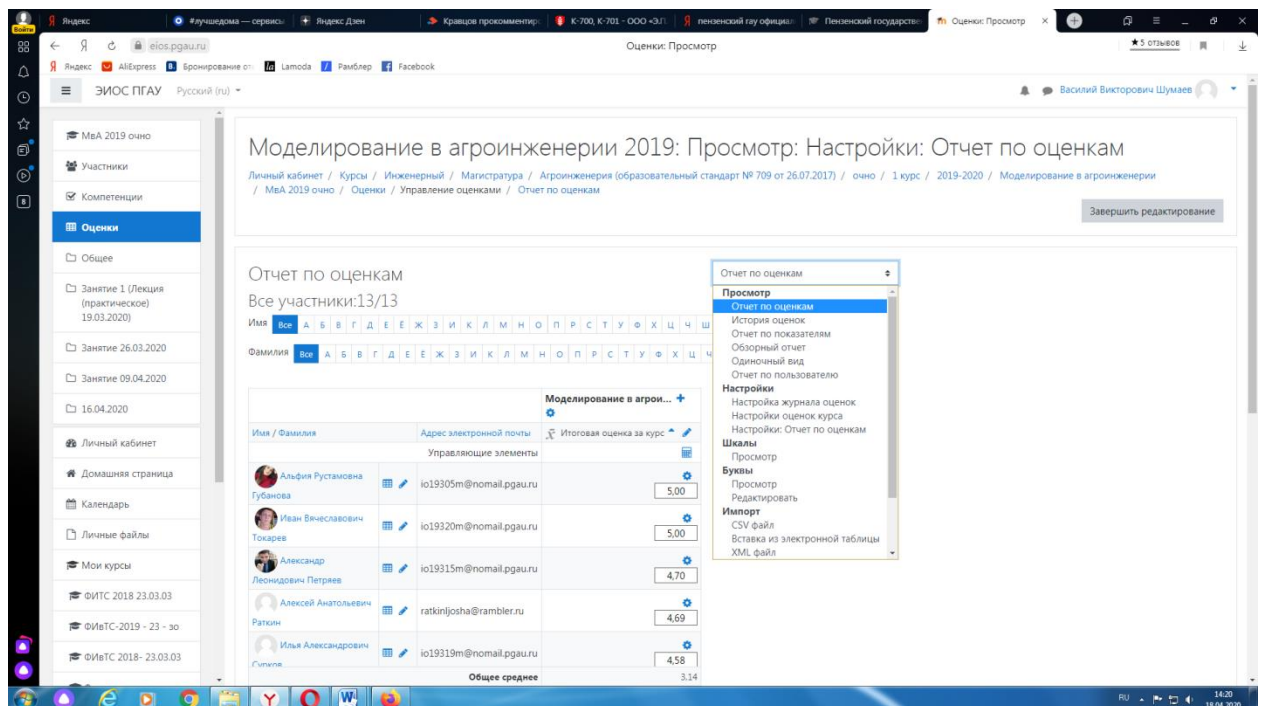 Войти
Яндекс
#лучшедома — сервисы
Яндекс Дзен
Кравцов прокомментир
К-700, К-701 - ООО «Э.Л.
пензенский гау официал
Пензенский государстве
Оценки: Просмотр
eios.pgau.ru
Оценки: Просмотр
★5 отзывов
Яндекс
AliExpress
Бронирование от
Lamoda
Рамблер
Facebook
ЭИОС ПГАУ
Русский (ru)
Василий Викторович Шумаев
МвА 2019 очно
Участники
Компетенции
Оценки
Общее
Занятие 1 (Лекция
(практическое)
19.03.2020)
Занятие 26.03.2020
Занятие 09.04.2020
16.04.2020
Личный кабинет
Домашняя страница
Календарь
Личные файлы
Мои курсы
ФИТС 2018 23.03.03
ФИвТС-2019 - 23 - зо
ФИвТС 2018- 23.03.03
Моделирование в агроинженерии 2019: Просмотр: Настройки: Отчет по оценкам
Личный кабинет / Курсы / Инженерный / Магистратура / Агроинженерия (образовательный стандарт № 709 от 26.07.2017) / очно / 1 курс / 2019-2020 / Моделирование в агроинженерии
/ МвА 2019 очно / Оценки / Управление оценками / Отчет по оценкам
Завершить редактирование
Отчет по оценкам
Все участники:13/13
Имя Все А Б В Г Д Е Ё Ж З И К Л М Н О П Р С Т У Ф Х Ц Ч Ш
Фамилия Все А Б В Г Д Е Ё Ж З И К Л М Н О П Р С Т У Ф Х Ц Ч
Моделирование в агрои...
Имя / Фамилия
Адрес электронной почты
Итоговая оценка за курс
Управляющие элементы
Альфия Рустамовна
Губанова
io19305m@nomail.pgau.ru
5,00
Иван Вячеславович
Токарев
io19320m@nomail.pgau.ru
5,00
Александр
Леонидович Петряев
io19315m@nomail.pgau.ru
4,70
Алексей Анатольевич
Раткин
ratkinljosha@rambler.ru
4,69
Илья Александрович
Сурков
io19319m@nomail.pgau.ru
4,58
Общее среднее
3.14
Отчет по оценкам
Просмотр
Отчет по оценкам
История оценок
Отчет по показателям
Обзорный отчет
Одиночный вид
Отчет по пользователю
Настройки
Настройка журнала оценок
Настройки оценок курса
Настройки: Отчет по оценкам
Шкалы
Просмотр
Буквы
Просмотр
Редактировать
Импорт
CSV файл
Вставка из электронной таблицы
XML файл
RU
14:20
18.04.2020